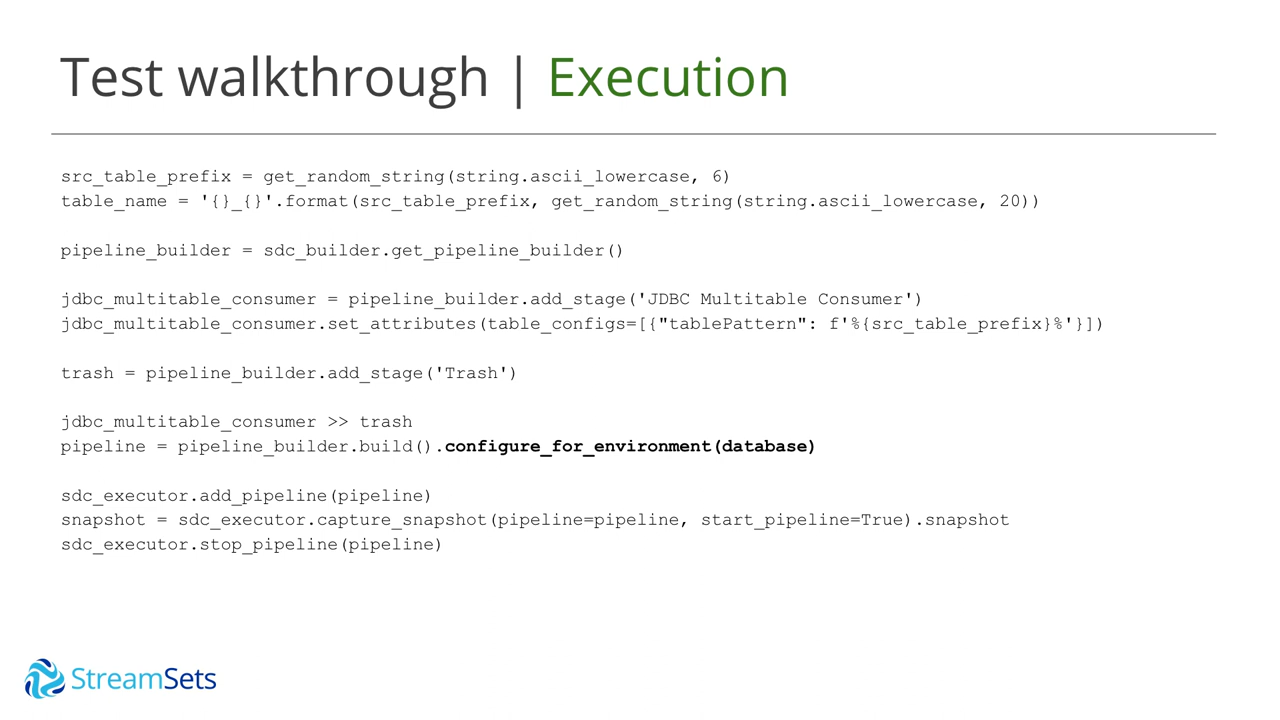 Test walkthrough | Execution
src_table_prefix = get_random_string(string.ascii_lowercase, 6)
table_name = '{}_{}'.format(src_table_prefix, get_random_string(string.ascii_lowercase, 20))
pipeline_builder = sdc_builder.get_pipeline_builder()
jdbc_multitable_consumer = pipeline_builder.add_stage('JDBC Multitable Consumer')
jdbc_multitable_consumer.set_attributes(table_configs=[{"tablePattern": f'%{src_table_prefix}%'}])
trash = pipeline_builder.add_stage('Trash')
jdbc_multitable_consumer >> trash
pipeline = pipeline_builder.build().configure_for_environment(database)
sdc_executor.add_pipeline(pipeline)
snapshot = sdc_executor.capture_snapshot(pipeline=pipeline, start_pipeline=True).snapshot
sdc_executor.stop_pipeline(pipeline)
StreamSets